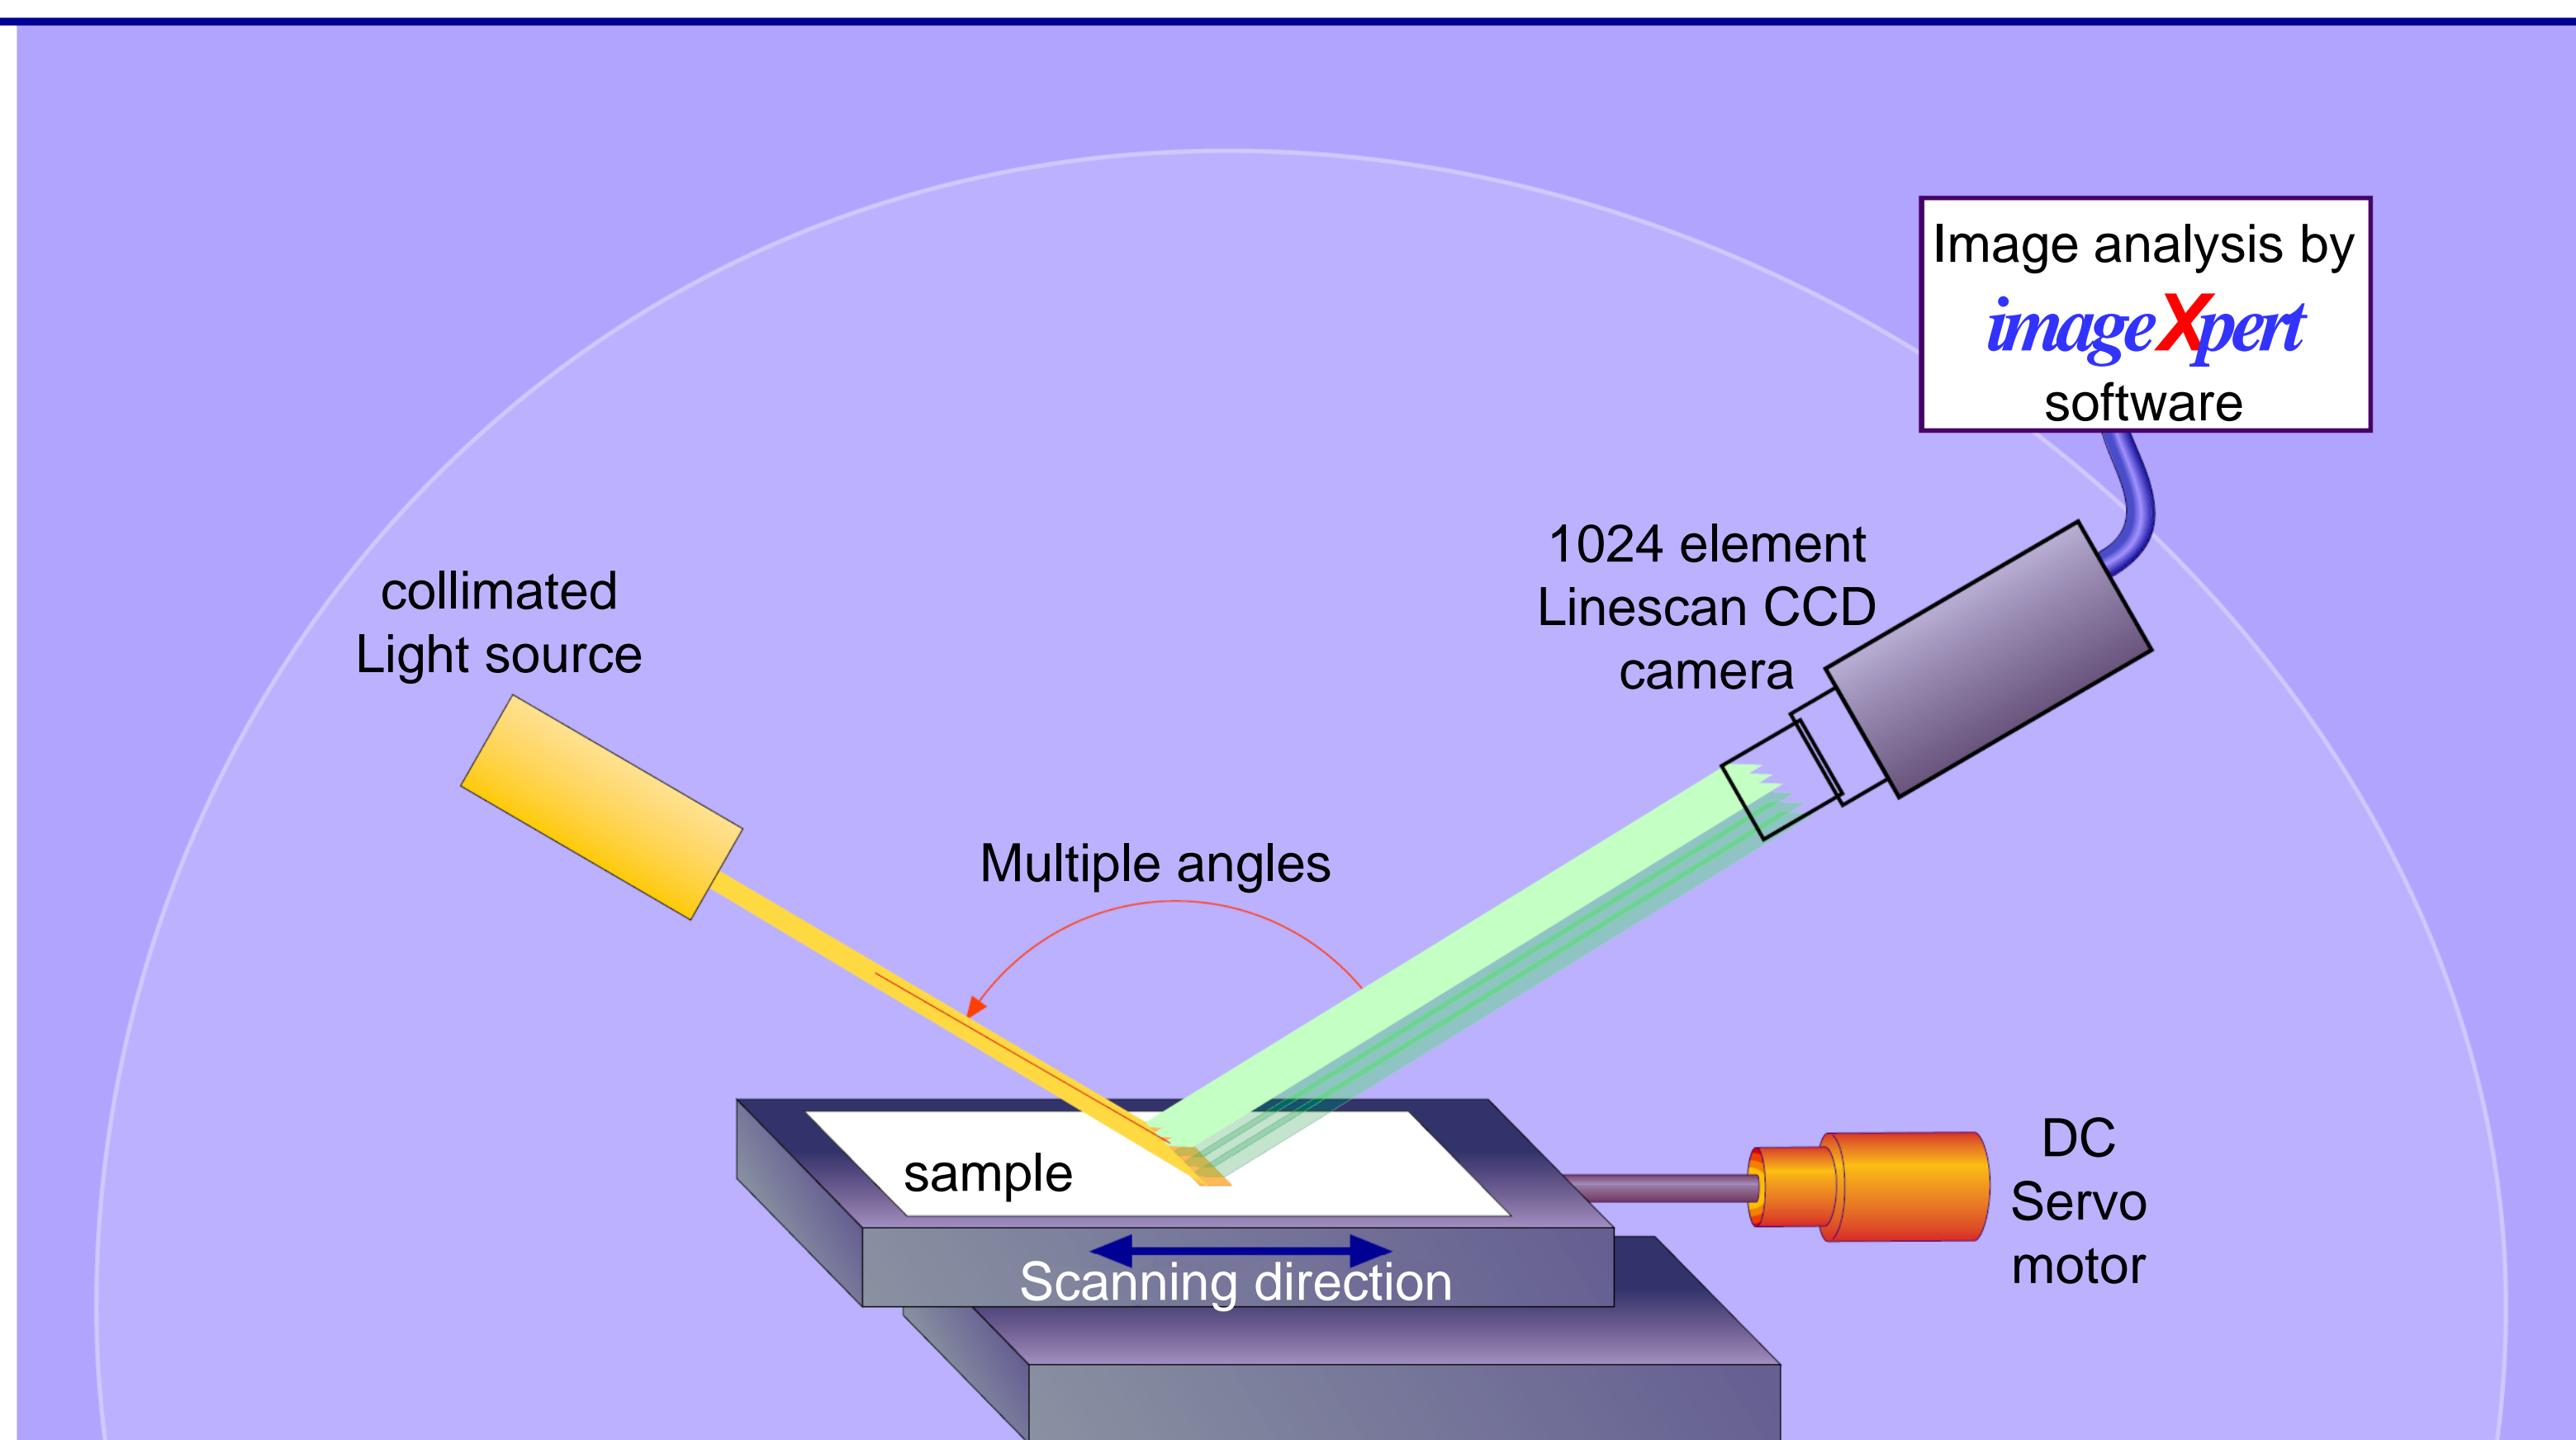 Image analysis by
imageXpert
software
1024 element
Linescan CCD
camera
collimated
Light source
Multiple angles
sample
Scanning direction
DC
Servo
motor